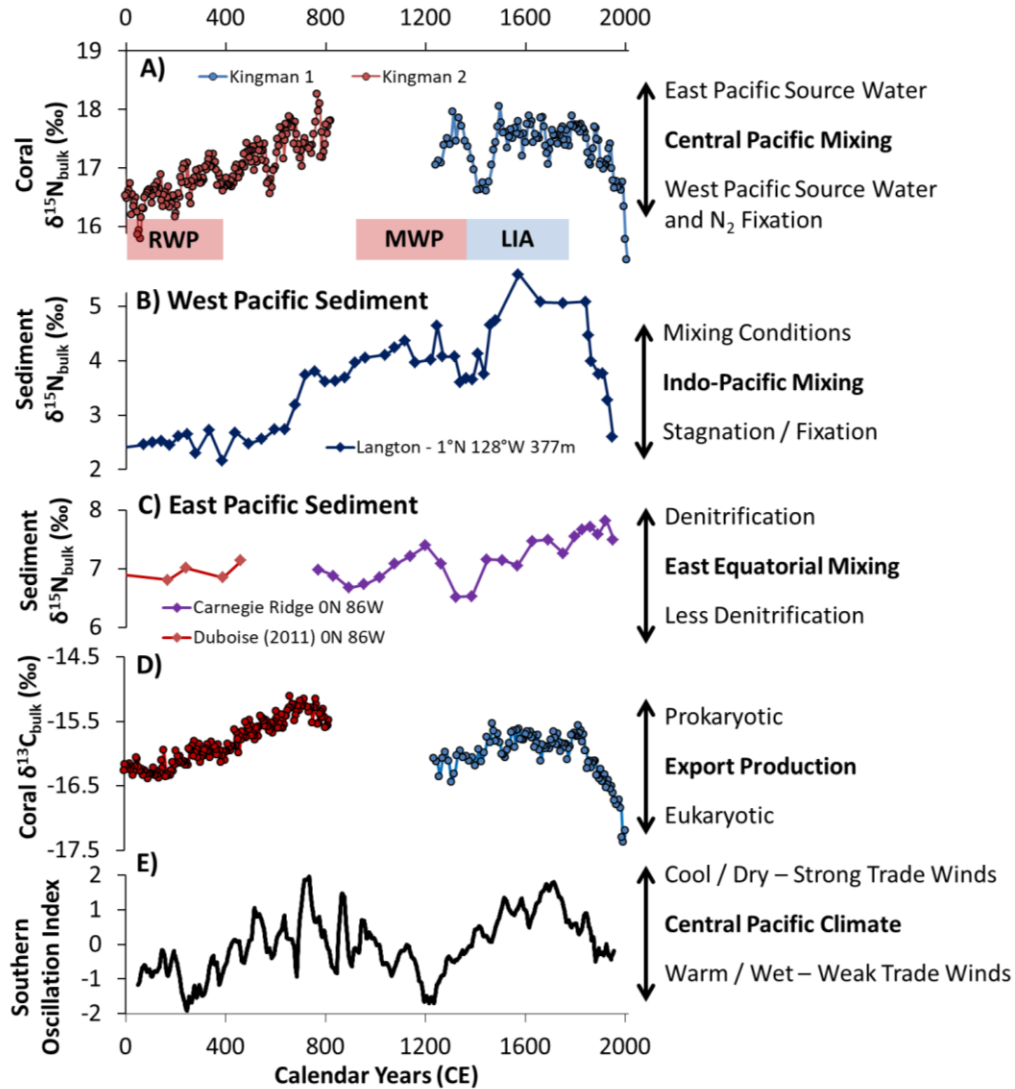 0 400 800 1200 1600 2000
19
18
17
16
Coral
δ¹⁵N_bulk (‰)
A)
Kingman 1
Kingman 2
RWP
MWP
LIA
East Pacific Source Water
Central Pacific Mixing
West Pacific Source Water
and N₂ Fixation
5
4
3
2
Sediment
δ¹⁵N_bulk (‰)
B) West Pacific Sediment
Langton - 1°N 128°W 377m
Mixing Conditions
Indo-Pacific Mixing
Stagnation / Fixation
8
7
6
Sediment
δ¹⁵N_bulk (‰)
C) East Pacific Sediment
Carnegie Ridge 0N 86W
Duboise (2011) 0N 86W
Denitrification
East Equatorial Mixing
Less Denitrification
-14.5
-15.5
-16.5
-17.5
Coral δ¹³C_bulk (‰)
D)
Prokaryotic
Export Production
Eukaryotic
2
1
0
-1
-2
Southern
Oscillation Index
E)
Cool / Dry – Strong Trade Winds
Central Pacific Climate
Warm / Wet – Weak Trade Winds
0 400 800 1200 1600 2000
Calendar Years (CE)